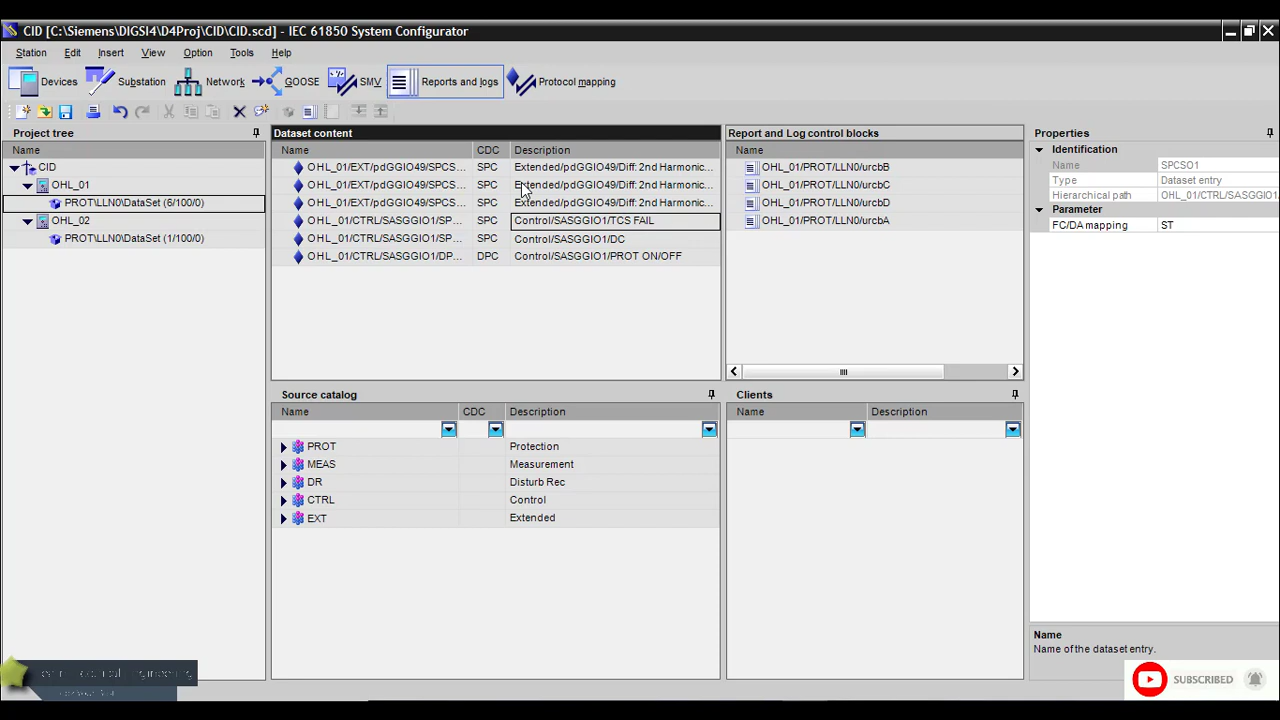 CID [C:\Siemens\DIGSI4\D4Proj\CID\CID.scd] - IEC 61850 System Configurator
Station Edit Insert View Option Tools Help
Devices Substation Network GOOSE SMV Reports and logs Protocol mapping
Project tree
Name
CID
OHL_01
PROT\LLN0\DataSet (6/100/0)
OHL_02
PROT\LLN0\DataSet (1/100/0)
Dataset content
Name CDC Description
OHL_01/EXT/pdGGIO49/SPCS... SPC Extended/pdGGIO49/Diff: 2nd Harmonic...
OHL_01/EXT/pdGGIO49/SPCS... SPC Extended/pdGGIO49/Diff: 2nd Harmonic...
OHL_01/EXT/pdGGIO49/SPCS... SPC Extended/pdGGIO49/Diff: 2nd Harmonic...
OHL_01/CTRL/SASGGIO1/SP... SPC Control/SASGGIO1/TCS FAIL
OHL_01/CTRL/SASGGIO1/SP... SPC Control/SASGGIO1/DC
OHL_01/CTRL/SASGGIO1/DP... DPC Control/SASGGIO1/PROT ON/OFF
Report and Log control blocks
Name
OHL_01/PROT/LLN0/urcbB
OHL_01/PROT/LLN0/urcbC
OHL_01/PROT/LLN0/urcbD
OHL_01/PROT/LLN0/urcbA
Source catalog
Name CDC Description
PROT Protection
MEAS Measurement
DR Disturb Rec
CTRL Control
EXT Extended
Clients
Name Description
Properties
Identification
Name SPCSO1
Type Dataset entry
Hierarchical path OHL_01/CTRL/SASGGIO1/
Parameter
FC/DA mapping ST
Name
Name of the dataset entry.
SUBSCRIBED